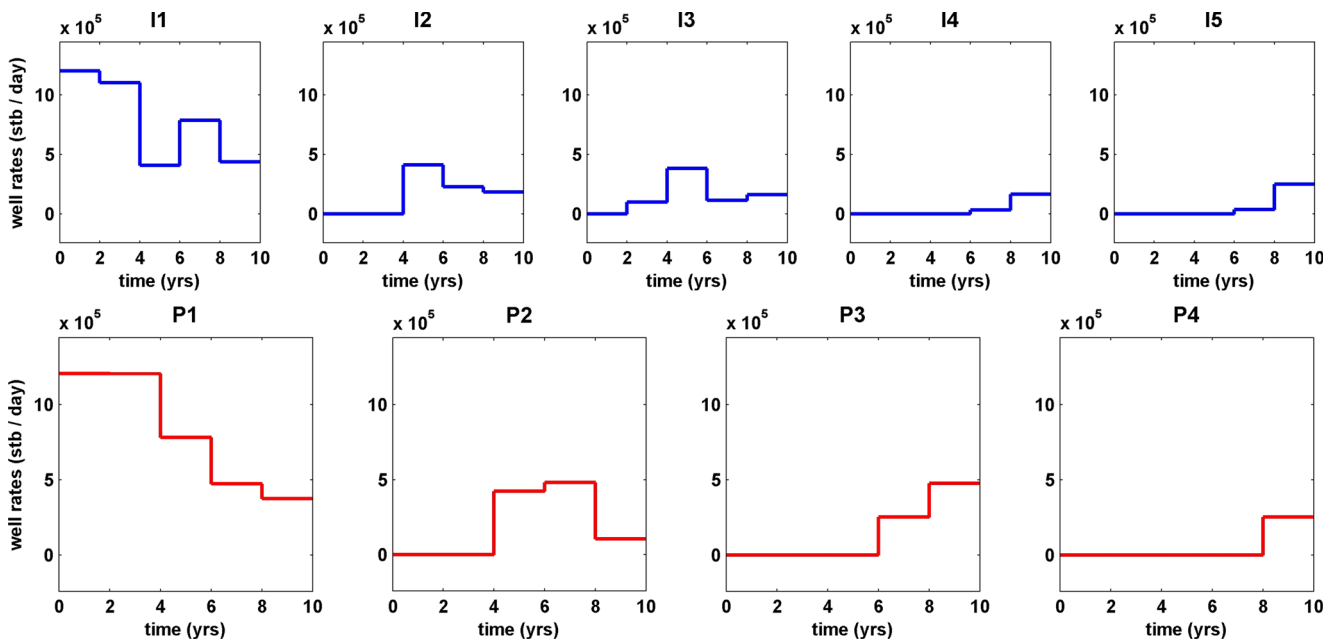 x 10^5 I1
x 10^5 I2
x 10^5 I3
x 10^5 I4
x 10^5 I5
well rates (stb / day)
10
5
0
0 2 4 6 8 10
time (yrs)
10
5
0
0 2 4 6 8 10
time (yrs)
10
5
0
0 2 4 6 8 10
time (yrs)
10
5
0
0 2 4 6 8 10
time (yrs)
10
5
0
0 2 4 6 8 10
time (yrs)
x 10^5 P1
x 10^5 P2
x 10^5 P3
x 10^5 P4
well rates (stb / day)
10
5
0
0 2 4 6 8 10
time (yrs)
10
5
0
0 2 4 6 8 10
time (yrs)
10
5
0
0 2 4 6 8 10
time (yrs)
10
5
0
0 2 4 6 8 10
time (yrs)